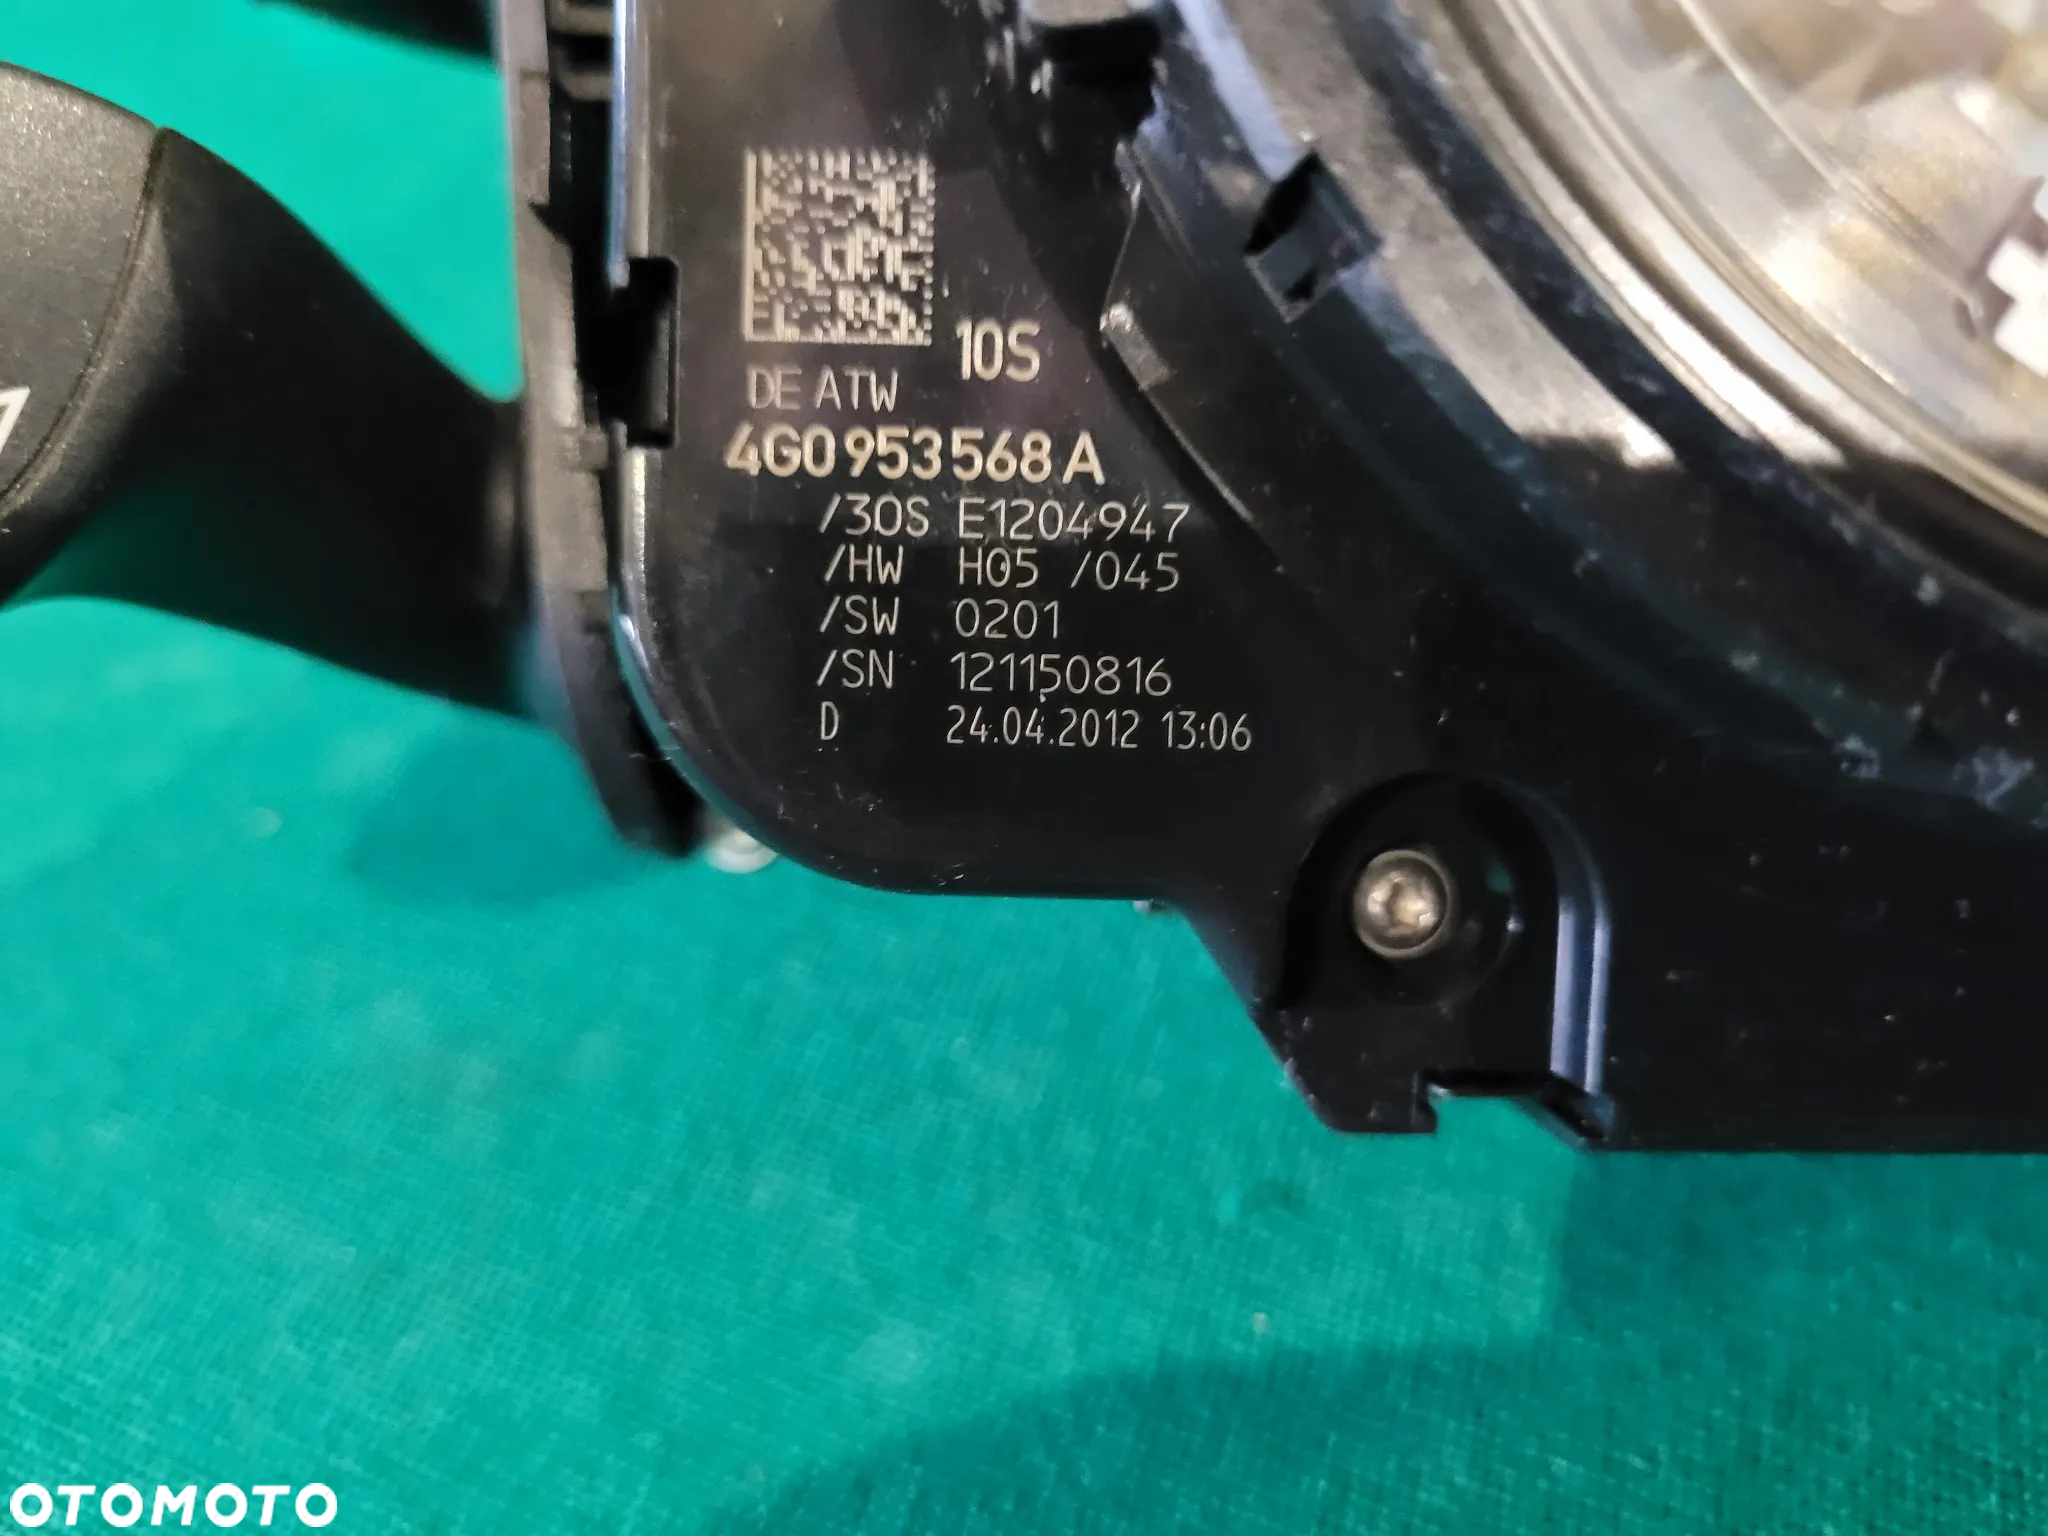 10S
DE ATW
4G0 953 568 A
/30S E1204947
/HW H05 /045
/SW 0201
/SN 121150816
D 24.04.2012 13:06
OTOMOTO